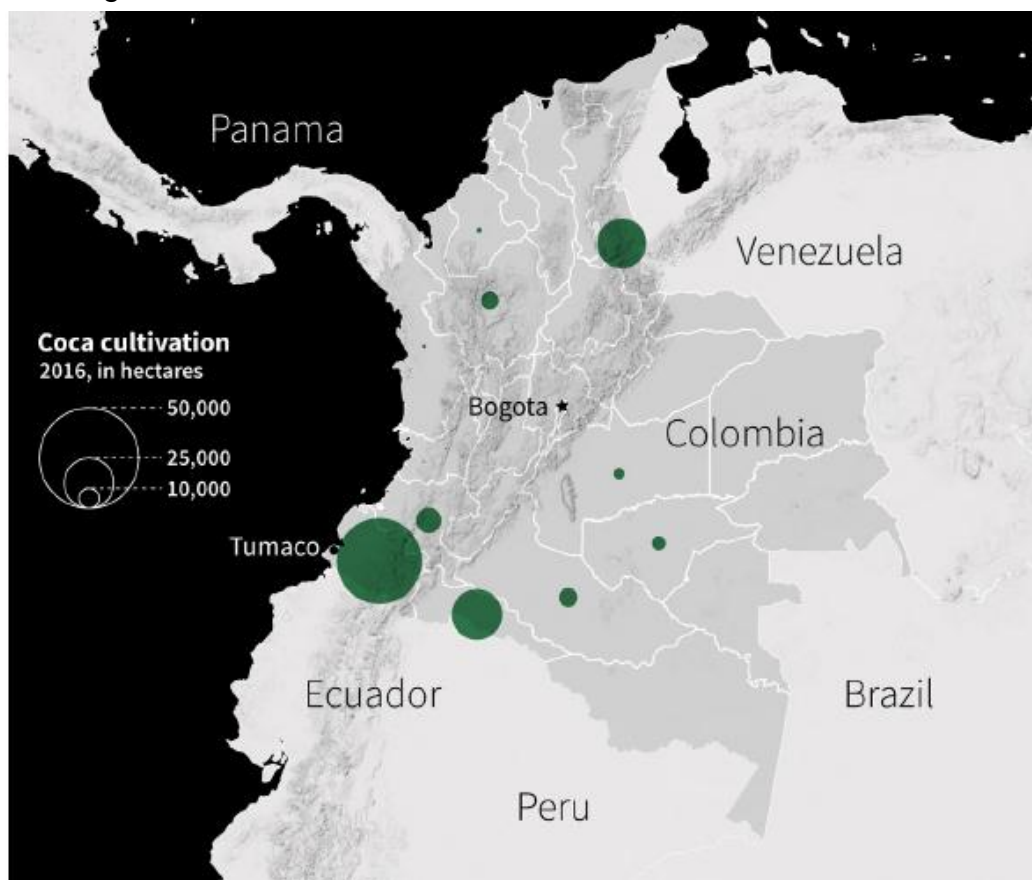 Panama
Venezuela
Coca cultivation
2016, in hectares
50,000
25,000
10,000
Bogota
Colombia
Tumaco
Ecuador
Brazil
Peru